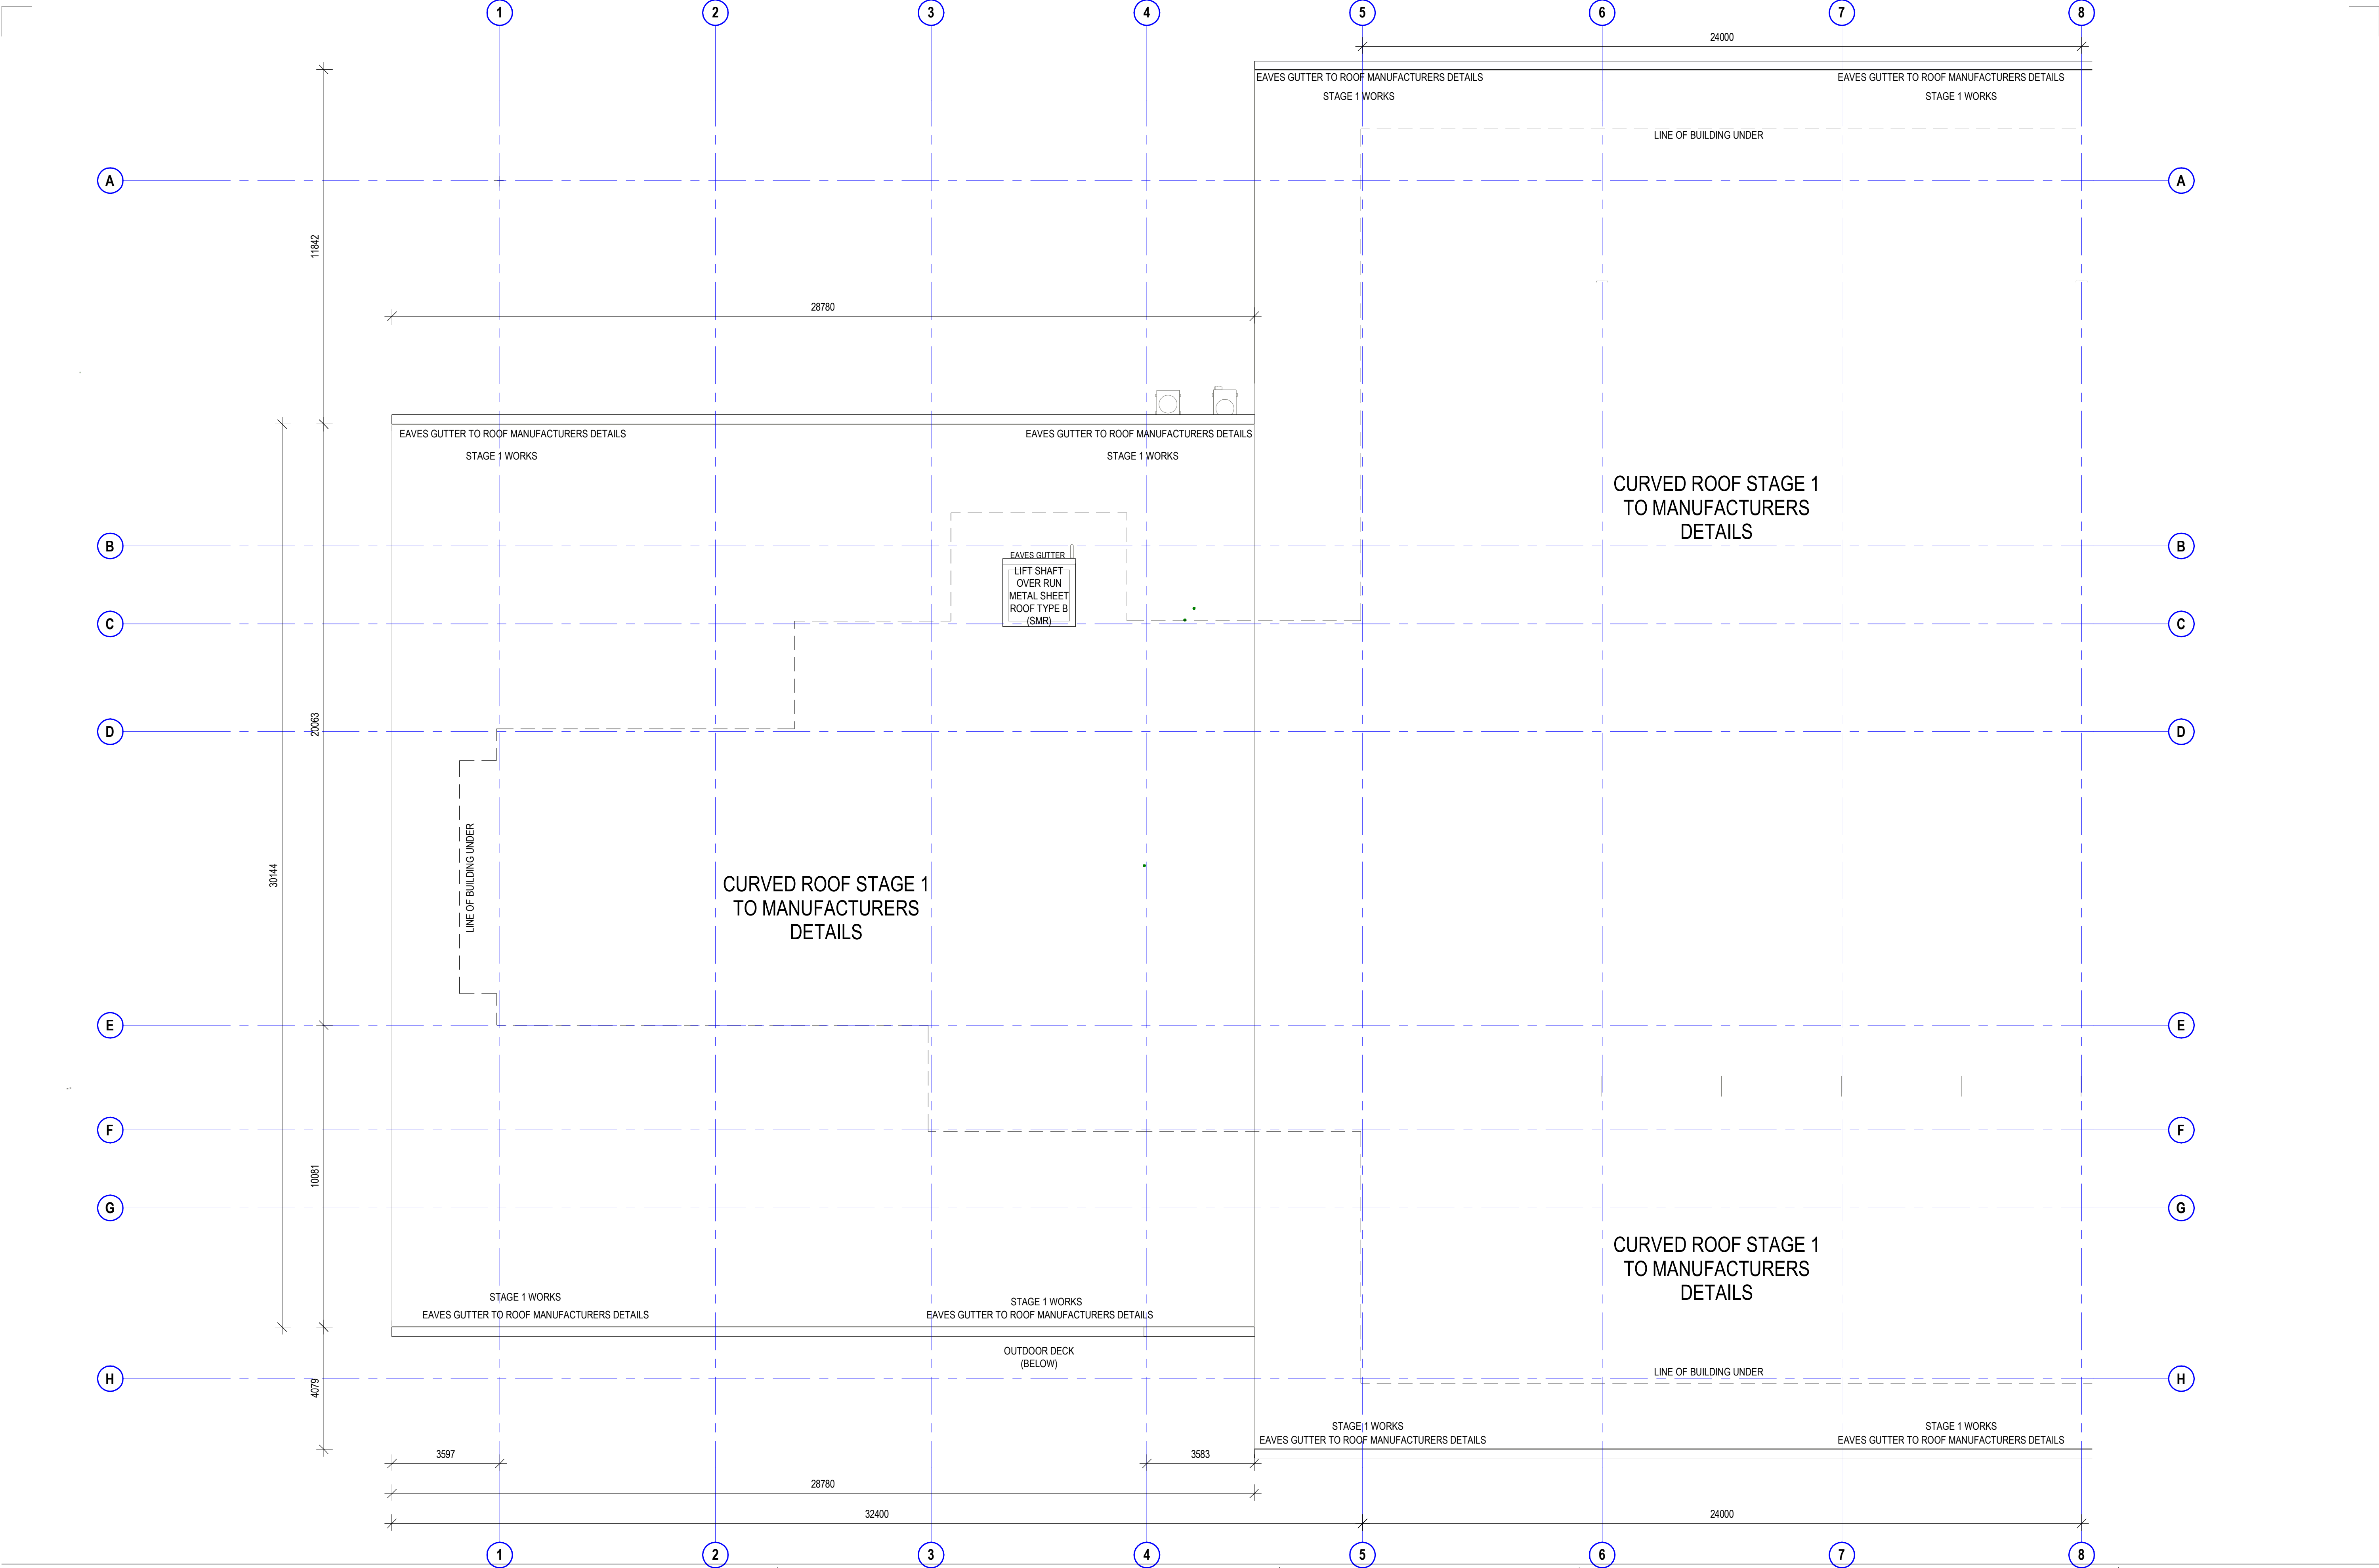 1 2 3 4 5 6 7 8
24000
EAVES GUTTER TO ROOF MANUFACTURERS DETAILS EAVES GUTTER TO ROOF MANUFACTURERS DETAILS
STAGE 1 WORKS STAGE 1 WORKS
LINE OF BUILDING UNDER
A A
11842
28780
EAVES GUTTER TO ROOF MANUFACTURERS DETAILS EAVES GUTTER TO ROOF MANUFACTURERS DETAILS
STAGE 1 WORKS STAGE 1 WORKS
CURVED ROOF STAGE 1
TO MANUFACTURERS
DETAILS
B B
EAVES GUTTER
LIFT SHAFT
OVER RUN
METAL SHEET
ROOF TYPE B
(SMR)
C C
20063
D D
LINE OF BUILDING UNDER
30144
CURVED ROOF STAGE 1
TO MANUFACTURERS
DETAILS
E E
F F
10081
G G
CURVED ROOF STAGE 1
TO MANUFACTURERS
DETAILS
STAGE 1 WORKS STAGE 1 WORKS
EAVES GUTTER TO ROOF MANUFACTURERS DETAILS EAVES GUTTER TO ROOF MANUFACTURERS DETAILS
OUTDOOR DECK
(BELOW)
LINE OF BUILDING UNDER
H H
4079
STAGE 1 WORKS STAGE 1 WORKS
EAVES GUTTER TO ROOF MANUFACTURERS DETAILS EAVES GUTTER TO ROOF MANUFACTURERS DETAILS
3597 3583
28780
32400 24000
1 2 3 4 5 6 7 8